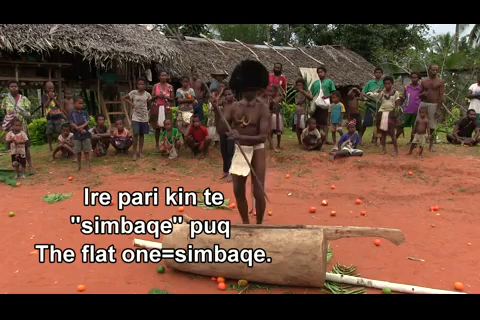 Ire pari kin te
"simbaqe" puq
The flat one=simbaqe.